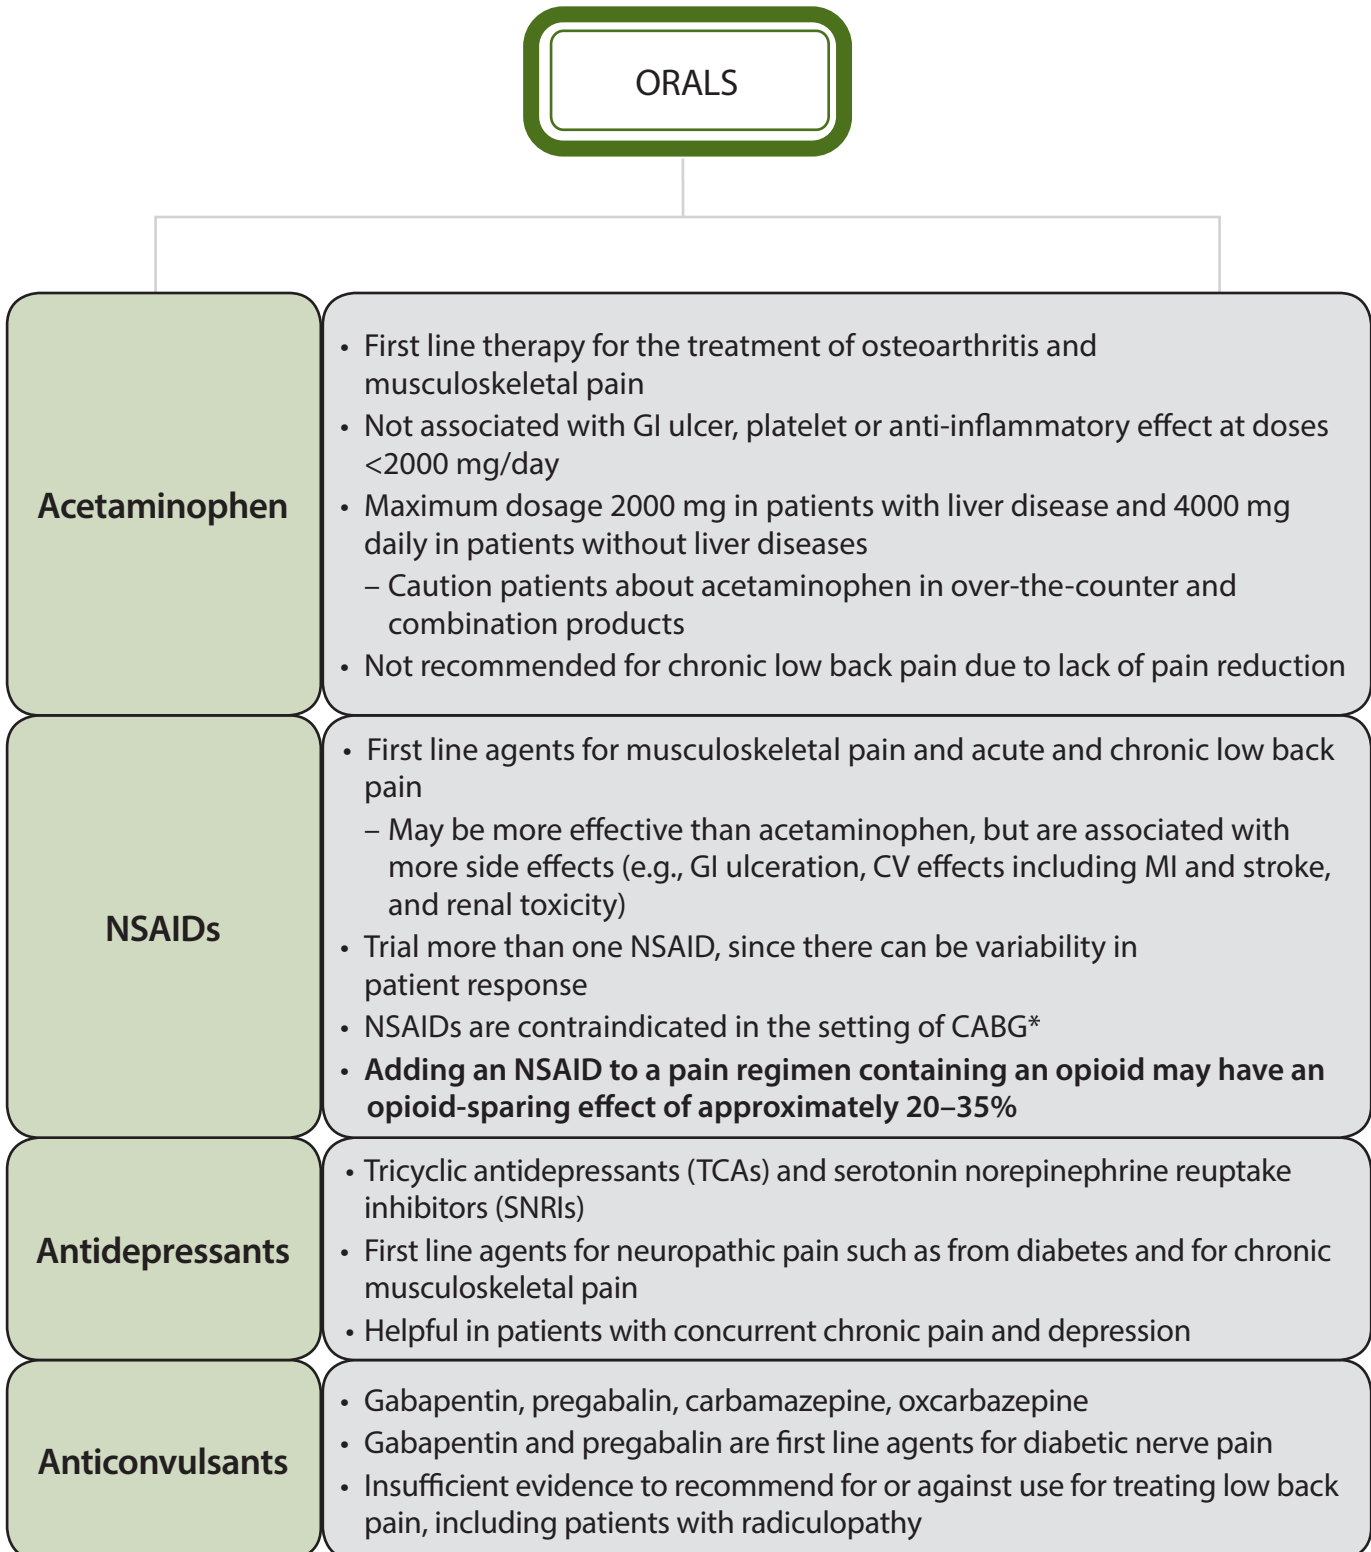 ORALS
Acetaminophen
• First line therapy for the treatment of osteoarthritis and
musculoskeletal pain
• Not associated with GI ulcer, platelet or anti-inflammatory effect at doses
<2000 mg/day
• Maximum dosage 2000 mg in patients with liver disease and 4000 mg
daily in patients without liver diseases
– Caution patients about acetaminophen in over-the-counter and
combination products
• Not recommended for chronic low back pain due to lack of pain reduction
NSAIDs
• First line agents for musculoskeletal pain and acute and chronic low back
pain
– May be more effective than acetaminophen, but are associated with
more side effects (e.g., GI ulceration, CV effects including MI and stroke,
and renal toxicity)
• Trial more than one NSAID, since there can be variability in
patient response
• NSAIDs are contraindicated in the setting of CABG*
• Adding an NSAID to a pain regimen containing an opioid may have an
opioid-sparing effect of approximately 20–35%
Antidepressants
• Tricyclic antidepressants (TCAs) and serotonin norepinephrine reuptake
inhibitors (SNRIs)
• First line agents for neuropathic pain such as from diabetes and for chronic
musculoskeletal pain
• Helpful in patients with concurrent chronic pain and depression
Anticonvulsants
• Gabapentin, pregabalin, carbamazepine, oxcarbazepine
• Gabapentin and pregabalin are first line agents for diabetic nerve pain
• Insufficient evidence to recommend for or against use for treating low back
pain, including patients with radiculopathy